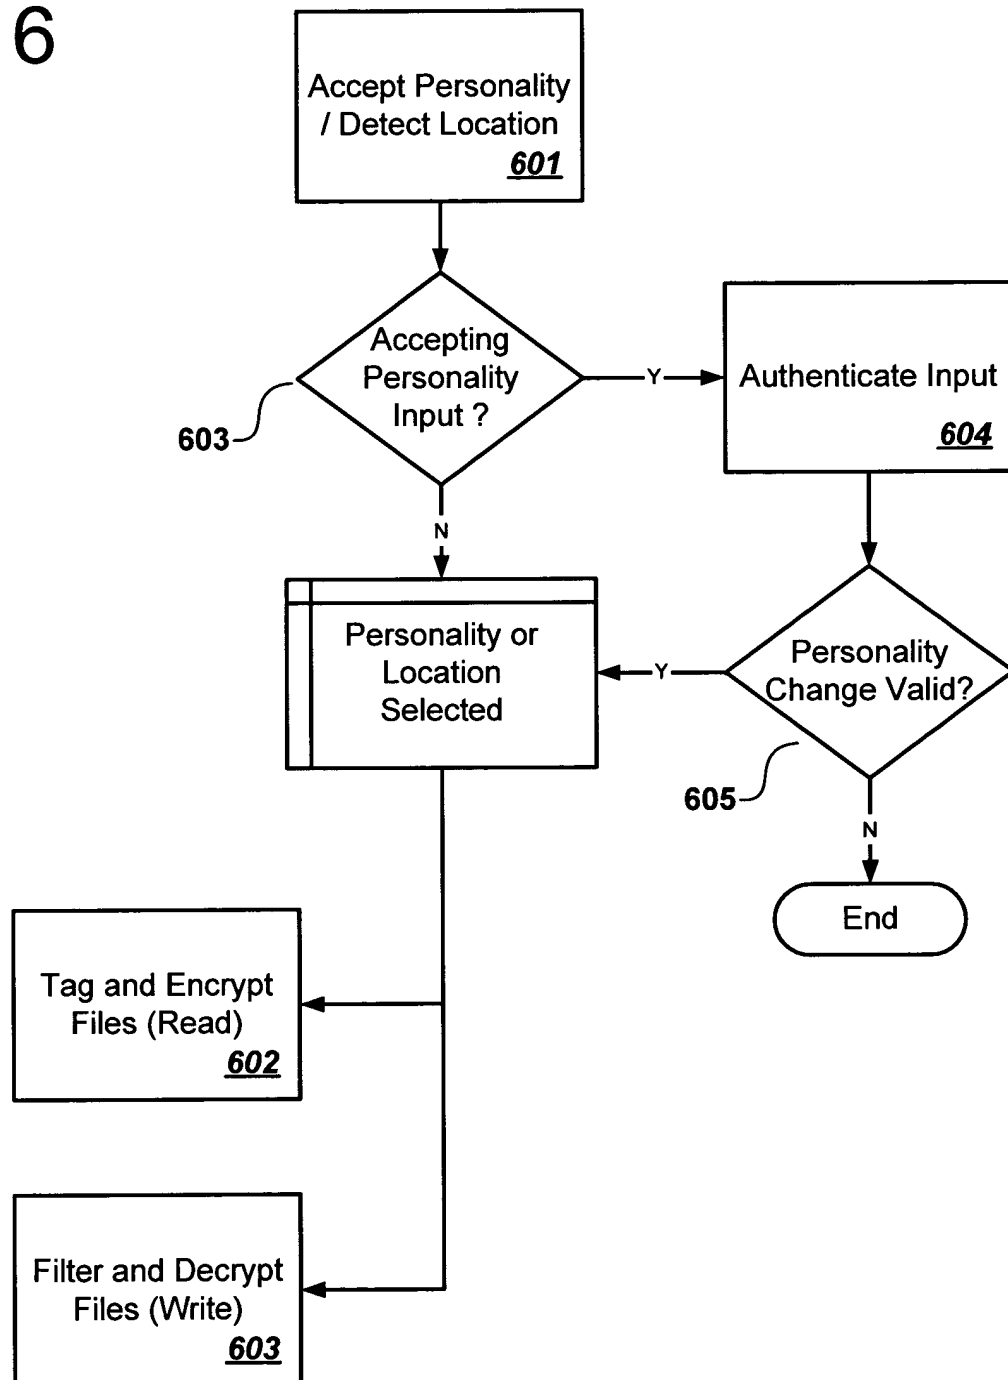 6
Accept Personality
/ Detect Location
601
Accepting
Personality
Input ?
603
Y
Authenticate Input
604
N
Personality or
Location
Selected
Y
Personality
Change Valid?
605
N
End
Tag and Encrypt
Files (Read)
602
Filter and Decrypt
Files (Write)
603